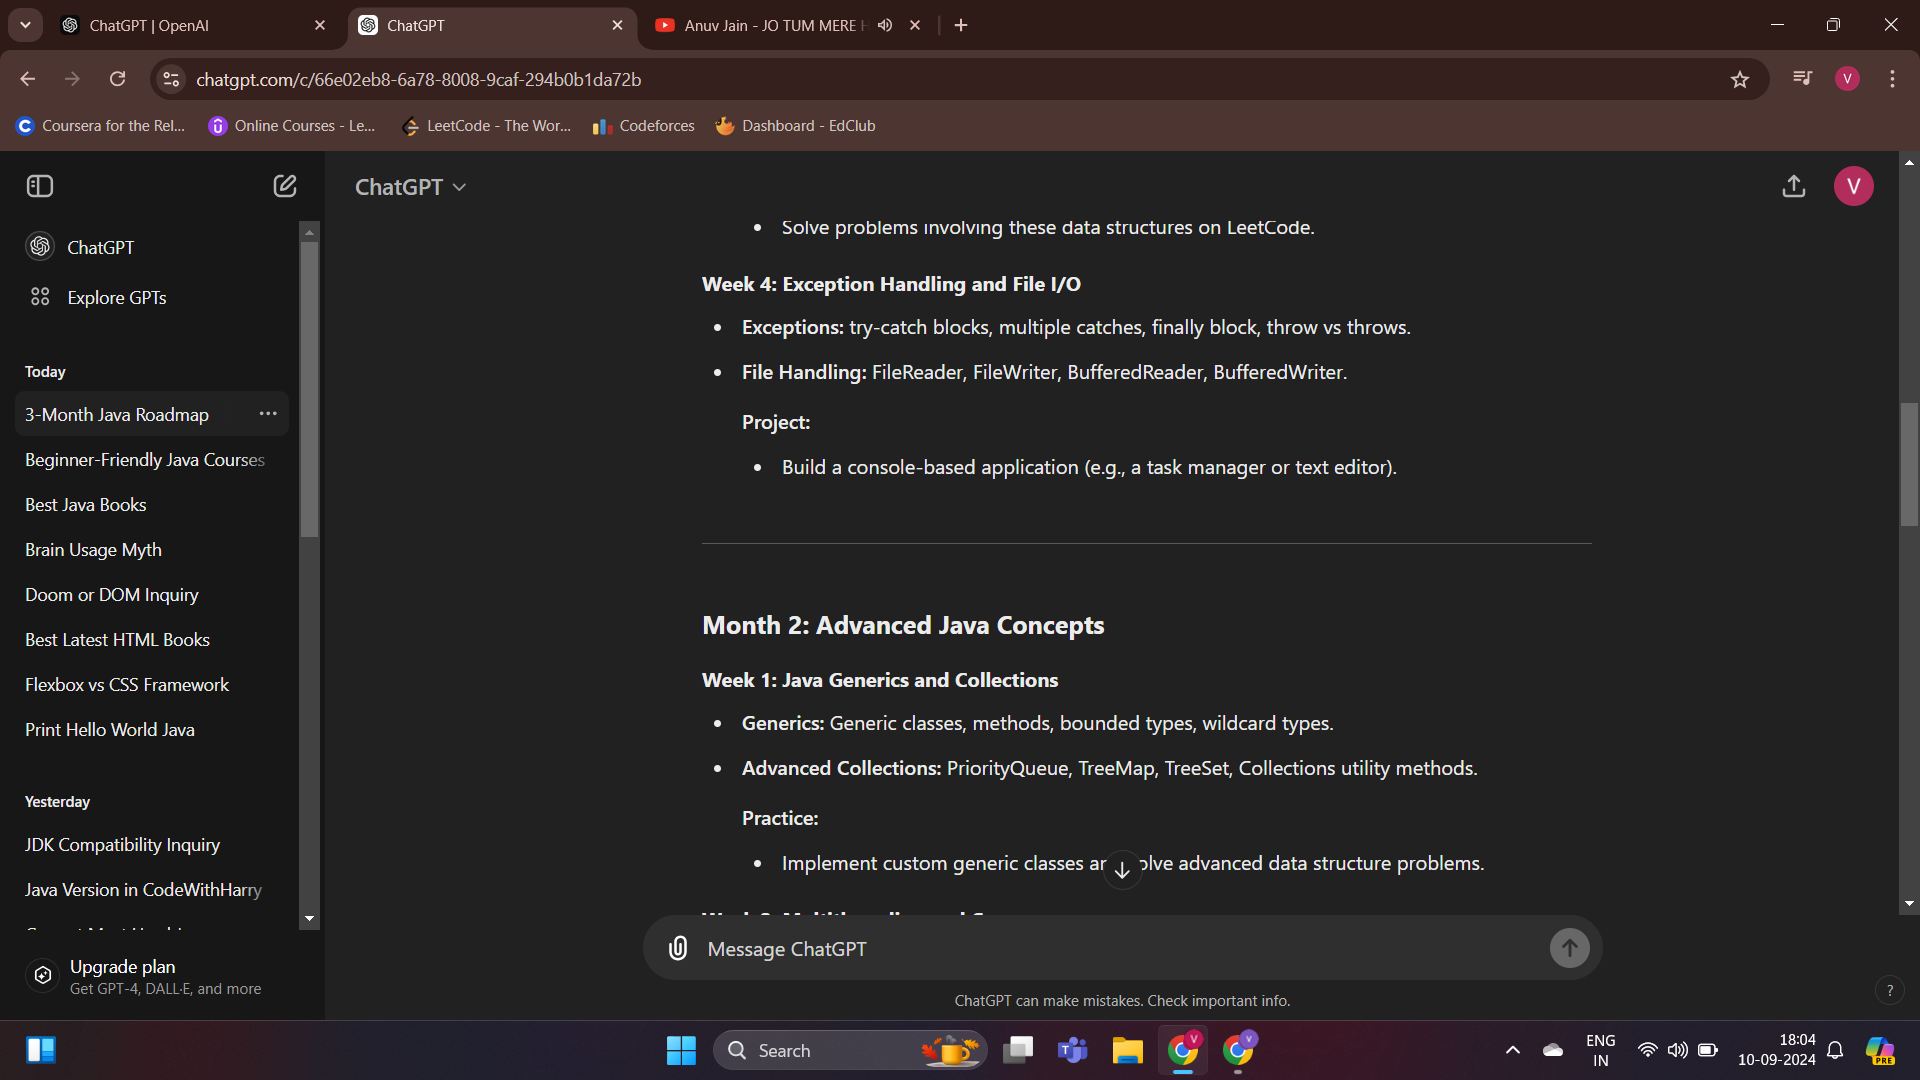 ChatGPT | OpenAI
ChatGPT
Anuv Jain - JO TUM MERE
chatgpt.com/c/66e02eb8-6a78-8008-9caf-294b0b1da72b
V
Coursera for the Rel...
Online Courses - Le...
LeetCode - The Wor...
Codeforces
Dashboard - EdClub
ChatGPT
V
ChatGPT
Explore GPTs
Today
3-Month Java Roadmap
Beginner-Friendly Java Courses
Best Java Books
Brain Usage Myth
Doom or DOM Inquiry
Best Latest HTML Books
Flexbox vs CSS Framework
Print Hello World Java
Yesterday
JDK Compatibility Inquiry
Java Version in CodeWithHarry
Upgrade plan
Get GPT-4, DALL·E, and more
• Solve problems involving these data structures on LeetCode.
Week 4: Exception Handling and File I/O
• Exceptions: try-catch blocks, multiple catches, finally block, throw vs throws.
• File Handling: FileReader, FileWriter, BufferedReader, BufferedWriter.
Project:
• Build a console-based application (e.g., a task manager or text editor).
Month 2: Advanced Java Concepts
Week 1: Java Generics and Collections
• Generics: Generic classes, methods, bounded types, wildcard types.
• Advanced Collections: PriorityQueue, TreeMap, TreeSet, Collections utility methods.
Practice:
• Implement custom generic classes olve advanced data structure problems.
Message ChatGPT
ChatGPT can make mistakes. Check important info.
?
Search
V
V
ENG
IN
18:04
10-09-2024
PRE